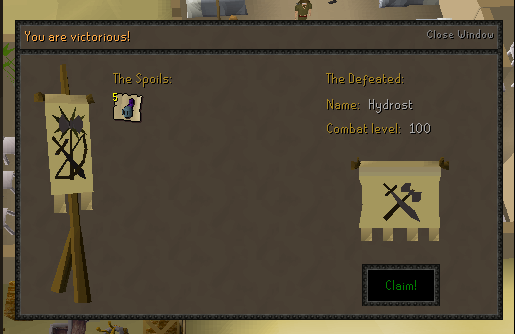 You are victorious!
Close Window
The Spoils:
5
The Defeated:
Name: Hydrost
Combat level: 100
Claim!